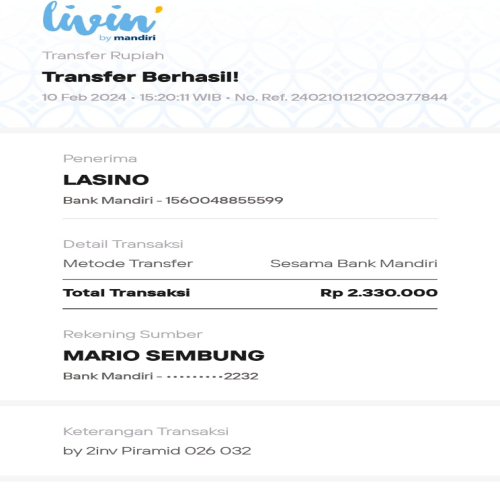 livin'
by mandiri
Transfer Rupiah
Transfer Berhasil!
10 Feb 2024 • 15:20:11 WIB • No. Ref. 2402101121020377844
Penerima
LASINO
Bank Mandiri - 1560048855599
Detail Transaksi
Metode Transfer Sesama Bank Mandiri
Total Transaksi Rp 2.330.000
Rekening Sumber
MARIO SEMBUNG
Bank Mandiri - •••••••••2232
Keterangan Transaksi
by 2inv Piramid 026 032